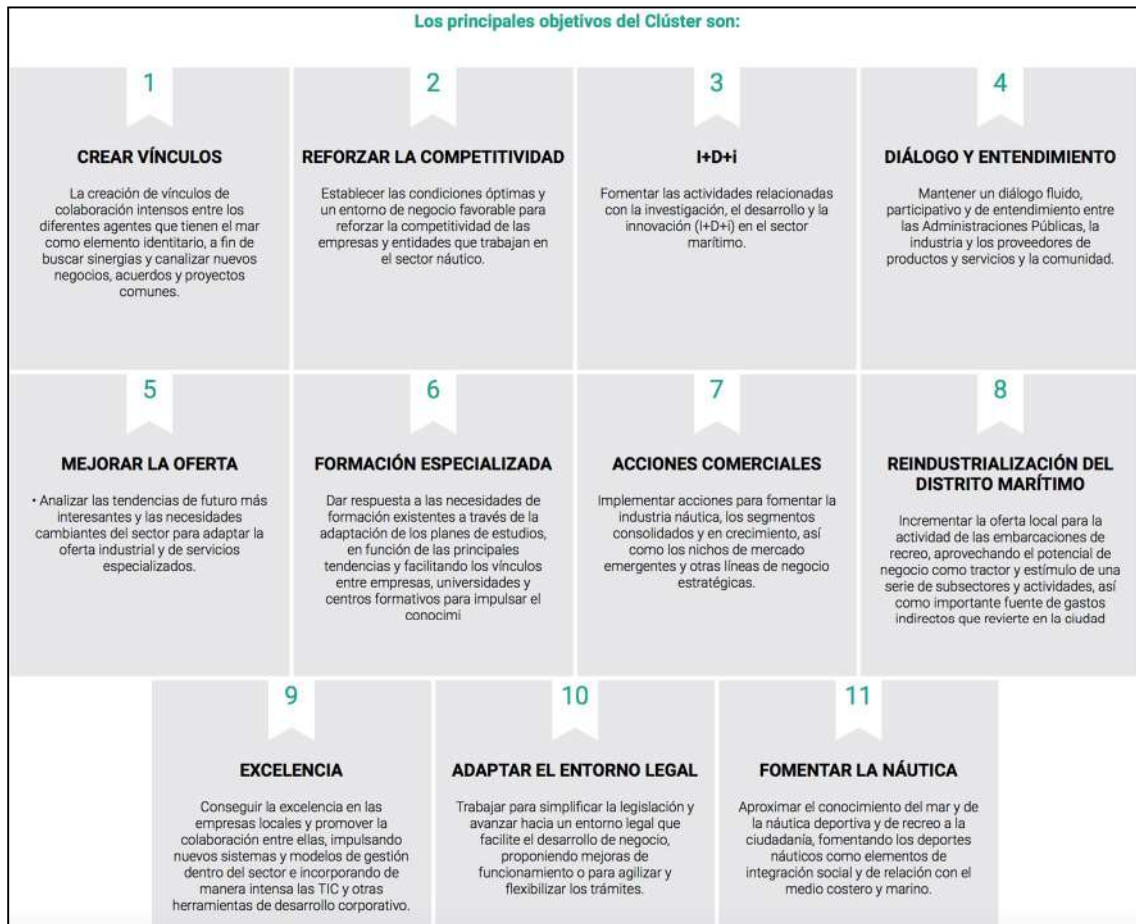 Los principales objetivos del Clúster son:
1
CREAR VÍNCULOS
La creación de vínculos de
colaboración intensos entre los
diferentes agentes que tienen el mar
como elemento identitario, a fin de
buscar sinergias y canalizar nuevos
negocios, acuerdos y proyectos
comunes.
2
REFORZAR LA COMPETITIVIDAD
Establecer las condiciones óptimas y
un entorno de negocio favorable para
reforzar la competitividad de las
empresas y entidades que trabajan en
el sector náutico.
3
I+D+i
Fomentar las actividades relacionadas
con la investigación, el desarrollo y la
innovación (I+D+i) en el sector
marítimo.
4
DIÁLOGO Y ENTENDIMIENTO
Mantener un diálogo fluido,
participativo y de entendimiento entre
las Administraciones Públicas, la
industria y los proveedores de
productos y servicios y la comunidad.
5
MEJORAR LA OFERTA
• Analizar las tendencias de futuro más
interesantes y las necesidades
cambiantes del sector para adaptar la
oferta industrial y de servicios
especializados.
6
FORMACIÓN ESPECIALIZADA
Dar respuesta a las necesidades de
formación existentes a través de la
adaptación de los planes de estudios,
en función de las principales
tendencias y facilitando los vínculos
entre empresas, universidades y
centros formativos para impulsar el
conocimi
7
ACCIONES COMERCIALES
Implementar acciones para fomentar la
industria náutica, los segmentos
consolidados y en crecimiento, así
como los nichos de mercado
emergentes y otras líneas de negocio
estratégicas.
8
REINDUSTRIALIZACIÓN DEL
DISTRITO MARÍTIMO
Incrementar la oferta local para la
actividad de las embarcaciones de
recreo, aprovechando el potencial de
negocio como tractor y estímulo de una
serie de subsectores y actividades, así
como importante fuente de gastos
indirectos que revierte en la ciudad
9
EXCELENCIA
Conseguir la excelencia en las
empresas locales y promover la
colaboración entre ellas, impulsando
nuevos sistemas y modelos de gestión
dentro del sector e incorporando de
manera intensa las TIC y otras
herramientas de desarrollo corporativo.
10
ADAPTAR EL ENTORNO LEGAL
Trabajar para simplificar la legislación y
avanzar hacia un entorno legal que
facilite el desarrollo de negocio,
proponiendo mejoras de
funcionamiento o para agilizar y
flexibilizar los trámites.
11
FOMENTAR LA NÁUTICA
Aproximar el conocimiento del mar y de
la náutica deportiva y de recreo a la
ciudadanía, fomentando los deportes
náuticos como elementos de
integración social y de relación con el
medio costero y marino.